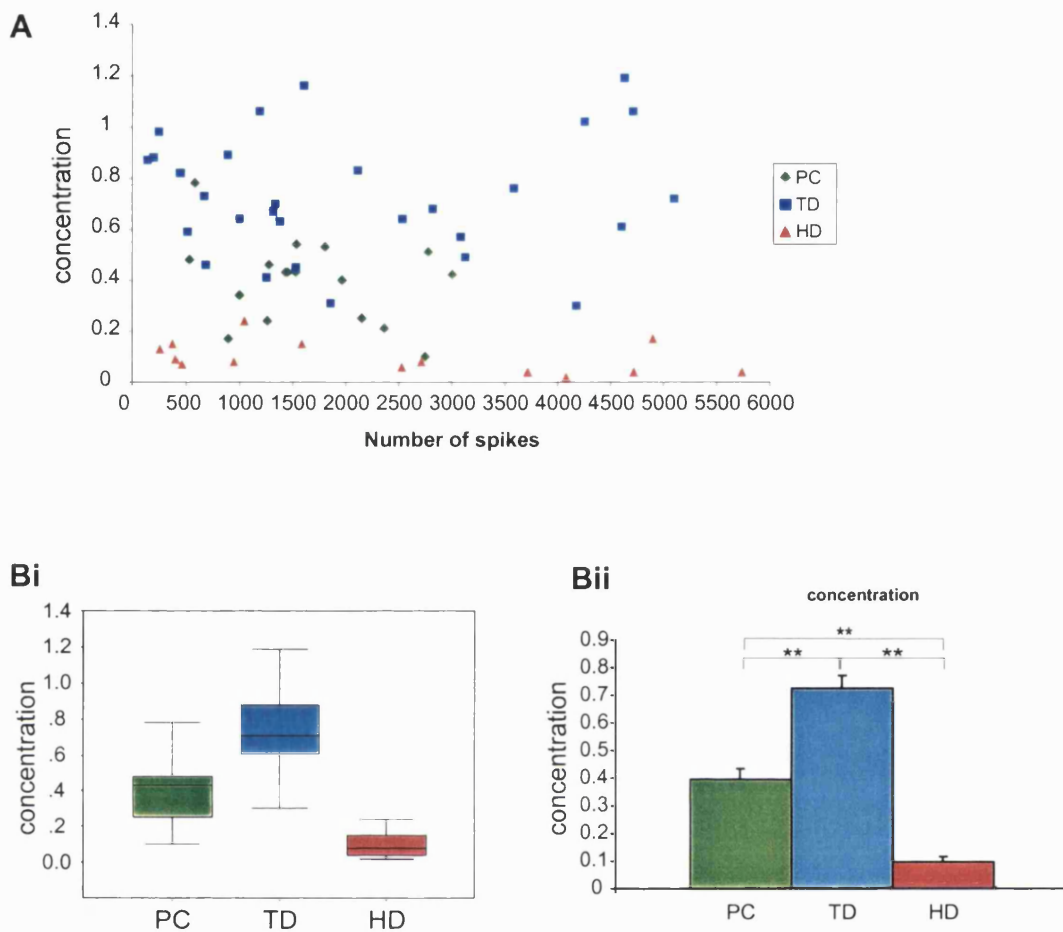 A
1.4
1.2
1
0.8
0.6
0.4
0.2
0
concentration
0 500 1000 1500 2000 2500 3000 3500 4000 4500 5000 5500 6000
Number of spikes
PC
TD
HD
Bi
1.4
1.2
1.0
.8
.6
.4
.2
0.0
concentration
PC TD HD
Bii
concentration
**
** **
0.9
0.8
0.7
0.6
0.5
0.4
0.3
0.2
0.1
0
concentration
PC TD HD